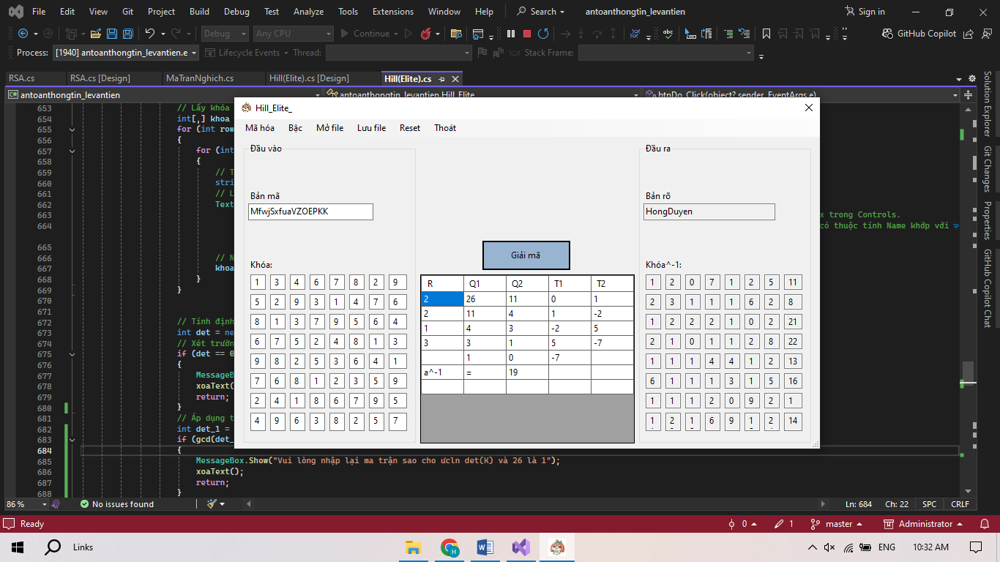 File Edit View Git Project Build Debug Test Analyze Tools Extensions Window Help Search antoanthongtin_levantien Sign in
Debug Any CPU Continue GitHub Copilot
Process: [1940] antoanthongtin_levantien.e Lifecycle Events Thread: Stack Frame:
RSA.cs RSA.cs [Design] MaTranNghich.cs Hill(Elite).cs [Design] Hill(Elite).cs
antoanthongtin_levantien antoanthongtin_levantien.Hill_Elite_ btnDo_Click(object? sender, EventArgs e)
Hill_Elite_
Mã hóa Bậc Mở file Lưu file Reset Thoát
Đầu vào
Bản mã
MfwjSxfuaVZOEPKK
Khóa:
1 3 4 6 7 8 2 9
5 2 9 3 1 4 7 6
8 1 3 7 9 5 6 4
6 7 5 2 4 8 1 3
9 8 2 5 3 6 4 1
7 6 8 1 2 3 5 9
2 4 1 8 6 7 9 5
4 9 6 3 8 2 5 7
Giải mã
R Q1 Q2 T1 T2
2 26 11 0 1
2 11 4 1 -2
1 4 3 -2 5
3 3 1 5 -7
1 0 -7
a^-1 = 19
Đầu ra
Bản rõ
HongDuyen
Khóa^-1:
1 2 0 7 1 2 5 11
2 3 1 1 1 6 2 8
1 2 2 2 1 0 2 21
2 1 0 1 1 2 8 22
1 1 1 4 4 1 2 13
6 1 1 1 3 1 5 16
1 1 1 2 0 9 2 1
1 2 1 6 9 1 2 14
653 // Lấy khóa
654 int[,] khoa
655 for (int row
656 {
657 for (int
658 {
659 // T
660 stri
661 // L
662 Text
663 x trong Controls.
664 có thuộc tính Name khớp với
665
666 // N
667 khoa
668 }
669 }
670
671
672 // Tính định
673 int det = ne
674 // Xét trườn
675 if (det == 0
676 {
677 Message
678 xoaText(
679 return;
680 }
681 // Áp dụng t
682 int det_1 =
683 if (gcd(det_
684 {
685 MessageBox.Show("Vui lòng nhập lại ma trận sao cho ưcln det(K) và 26 là 1");
686 xoaText();
687 return;
688 }
Solution Explorer
Git Changes
Properties
GitHub Copilot Chat
86 % No issues found Ln: 684 Ch: 22 SPC CRLF
Ready 0 1 master Administrator
Links ENG 10:32 AM